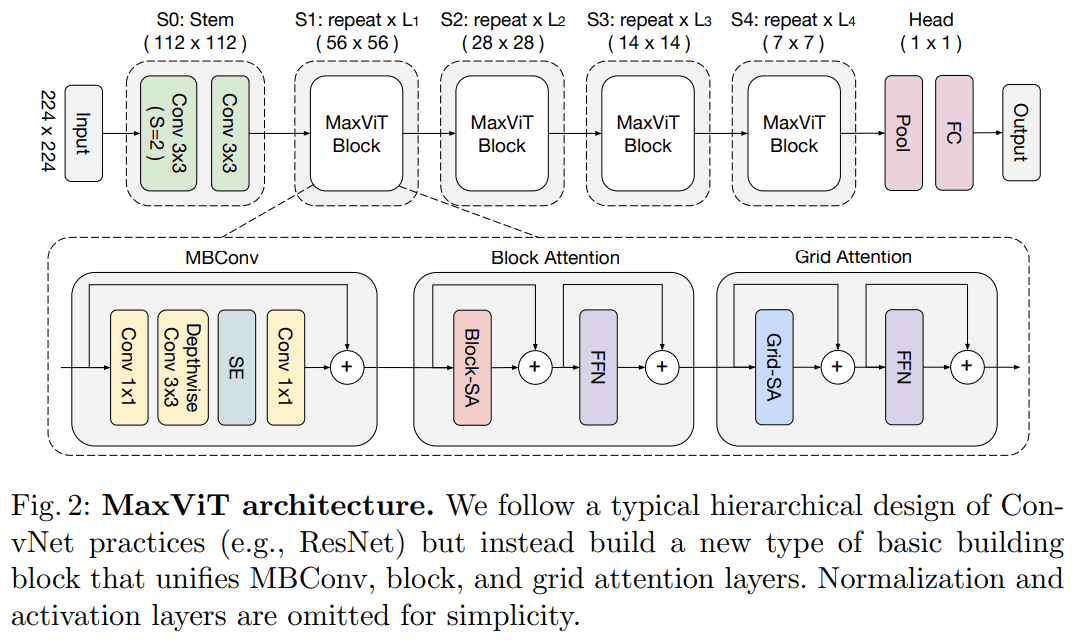 S0: Stem
( 112 x 112 )
S1: repeat x L₁
( 56 x 56 )
S2: repeat x L₂
( 28 x 28 )
S3: repeat x L₃
( 14 x 14 )
S4: repeat x L₄
( 7 x 7 )
Head
( 1 x 1 )
224 x 224
Input
Conv 3x3
( S=2 )
Conv 3x3
MaxViT
Block
MaxViT
Block
MaxViT
Block
MaxViT
Block
Pool
FC
Output
MBConv
Conv 1x1
Depthwise
Conv 3x3
SE
Conv 1x1
+
Block Attention
Block-SA
+
FFN
+
Grid Attention
Grid-SA
+
FFN
+
Fig. 2: MaxViT architecture. We follow a typical hierarchical design of Con-
vNet practices (e.g., ResNet) but instead build a new type of basic building
block that unifies MBConv, block, and grid attention layers. Normalization and
activation layers are omitted for simplicity.